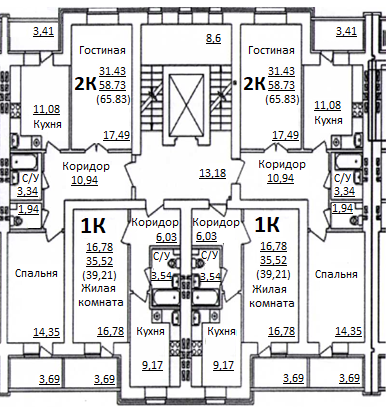 3,41
3,41
Гостиная
8,6
Гостиная
2К
31.43
58.73
(65.83)
2К
31.43
58.73
(65.83)
11,08
Кухня
11,08
Кухня
17,49
17,49
Коридор
10,94
13,18
Коридор
10,94
С/У
3,34
С/У
3,34
1,94
1,94
1К
16,78
35,52
(39,21)
Жилая
комната
16,78
Коридор
6,03
Коридор
6,03
1К
16,78
35,52
(39,21)
Жилая
комната
16,78
С/У
3,54
С/У
3,54
Спальня
14,35
Спальня
14,35
Кухня
9,17
Кухня
9,17
3,69
3,69
3,69
3,69